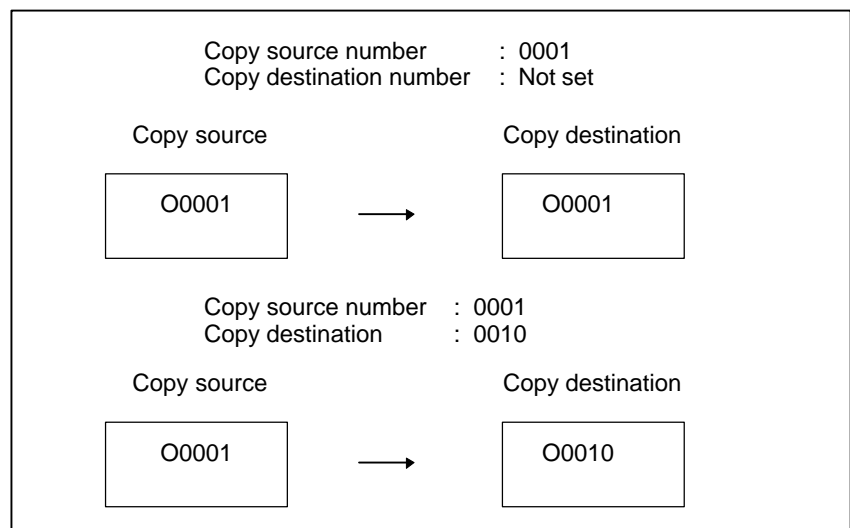 Copy source number : 0001
Copy destination number : Not set
Copy source Copy destination
O0001 O0001
Copy source number : 0001
Copy destination : 0010
Copy source Copy destination
O0001 O0010